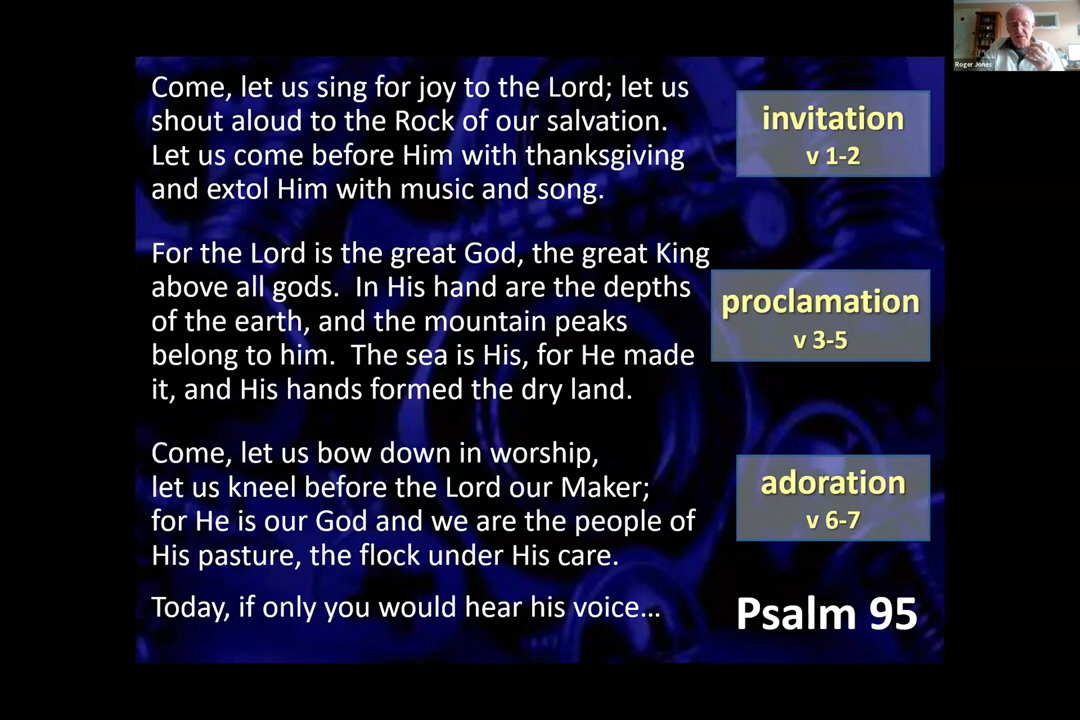 Come, let us sing for joy to the Lord; let us
shout aloud to the Rock of our salvation.
Let us come before Him with thanksgiving
and extol Him with music and song.
invitation
v 1-2
For the Lord is the great God, the great King
above all gods.  In His hand are the depths
of the earth, and the mountain peaks
belong to him.  The sea is His, for He made
it, and His hands formed the dry land.
proclamation
v 3-5
Come, let us bow down in worship,
let us kneel before the Lord our Maker;
for He is our God and we are the people of
His pasture, the flock under His care.
adoration
v 6-7
Today, if only you would hear his voice...
Psalm 95
Roger Jones